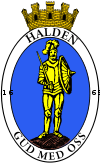 HALDEN
16 65
GUD MED OSS